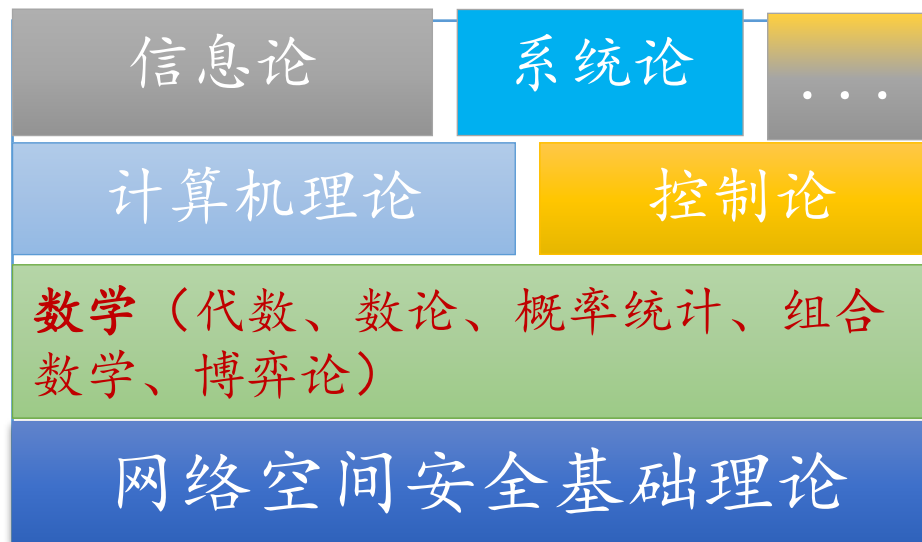 信息论
系统论
...
计算机理论
控制论
数学（代数、数论、概率统计、组合
数学、博弈论）
网络空间安全基础理论